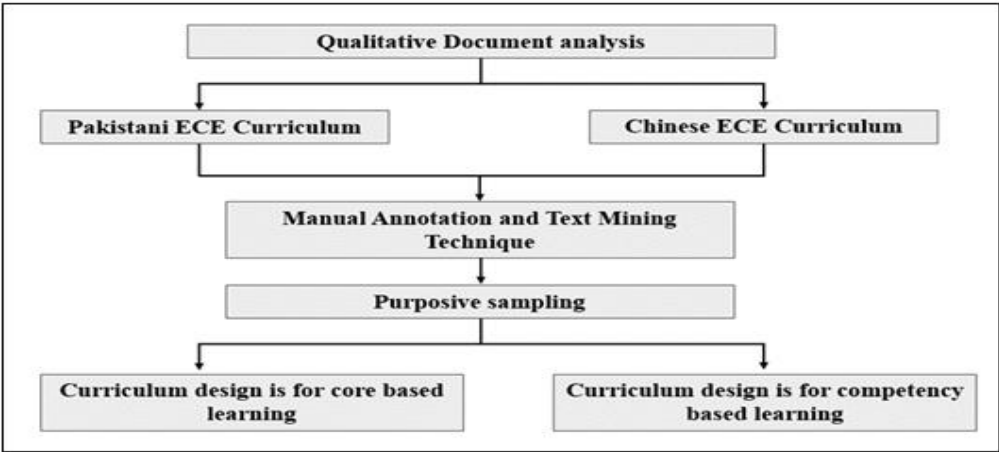 Qualitative Document analysis
Pakistani ECE Curriculum
Chinese ECE Curriculum
Manual Annotation and Text Mining
Technique
Purposive sampling
Curriculum design is for core based
learning
Curriculum design is for competency
based learning